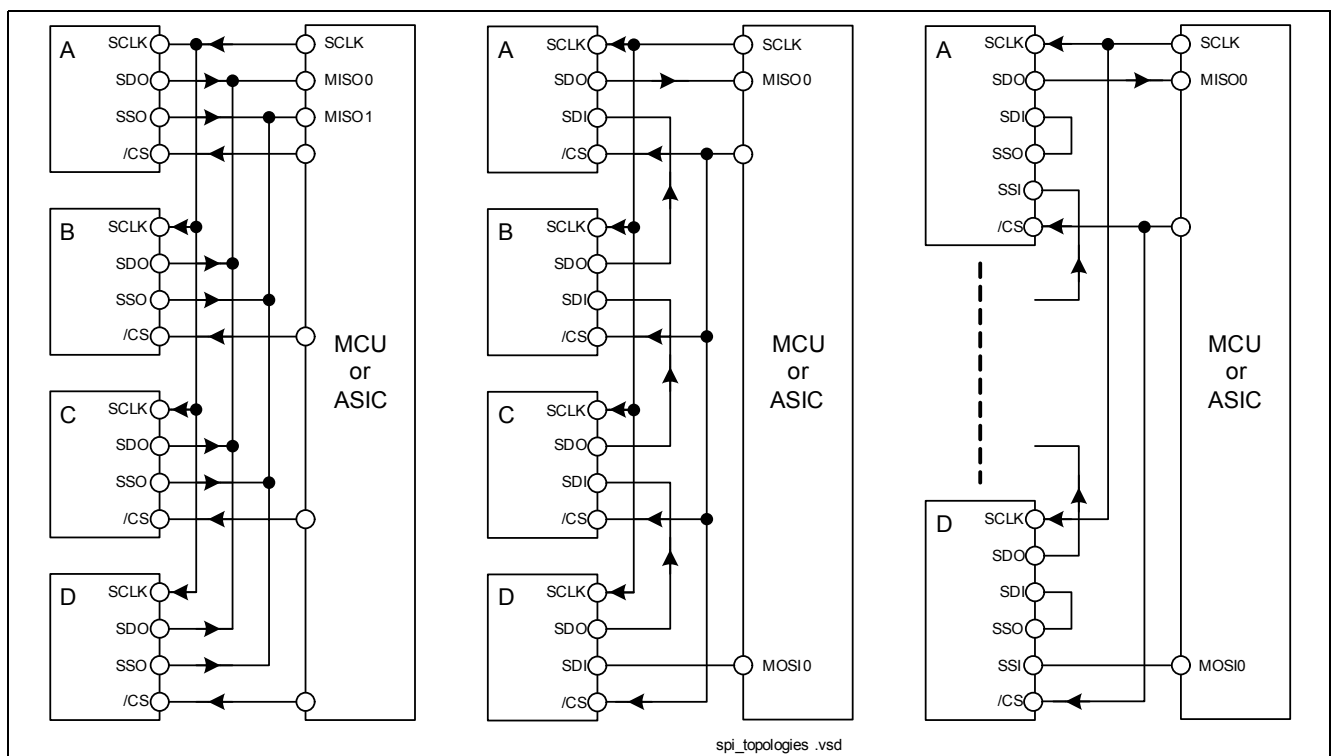 A
SCLK
SDO
SSO
/CS
B
SCLK
SDO
SSO
/CS
C
SCLK
SDO
SSO
/CS
D
SCLK
SDO
SSO
/CS
SCLK
MISO0
MISO1
MCU
or
ASIC
A
SCLK
SDO
SDI
/CS
B
SCLK
SDO
SDI
/CS
C
SCLK
SDO
SDI
/CS
D
SCLK
SDO
SDI
/CS
SCLK
MISO0
MCU
or
ASIC
MOSI0
A
SCLK
SDO
SDI
SSO
SSI
/CS
D
SCLK
SDO
SDI
SSO
SSI
/CS
SCLK
MISO0
MCU
or
ASIC
MOSI0
spi_topologies .vsd